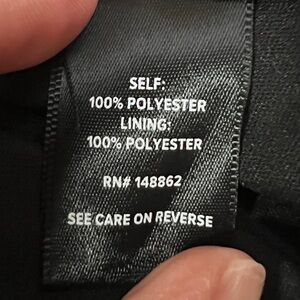 SELF:
100% POLYESTER
LINING:
100% POLYESTER
RN# 148862
SEE CARE ON REVERSE